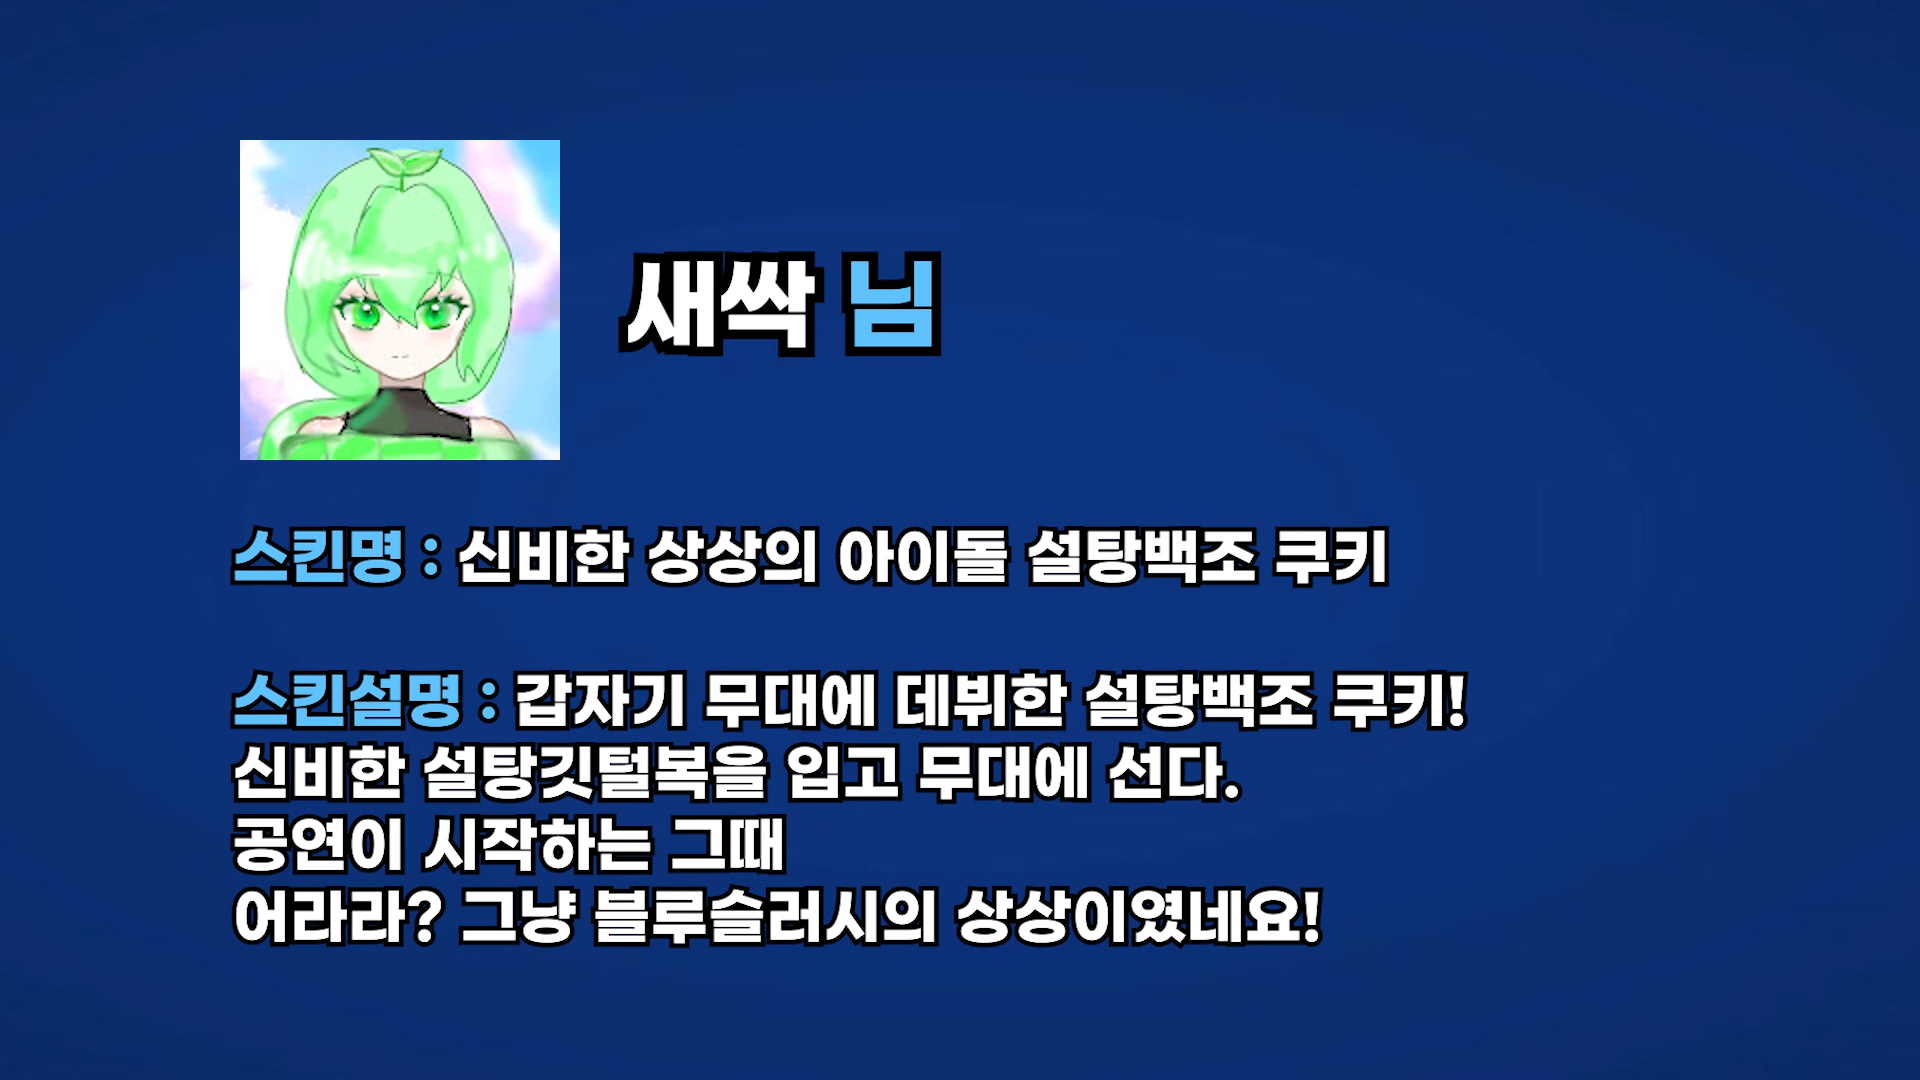 새싹 님
스킨명 : 신비한 상상의 아이돌 설탕백조 쿠키
스킨설명 : 갑자기 무대에 데뷔한 설탕백조 쿠키!
신비한 설탕깃털복을 입고 무대에 선다.
공연이 시작하는 그때
어라라? 그냥 블루슬러시의 상상이였네요!